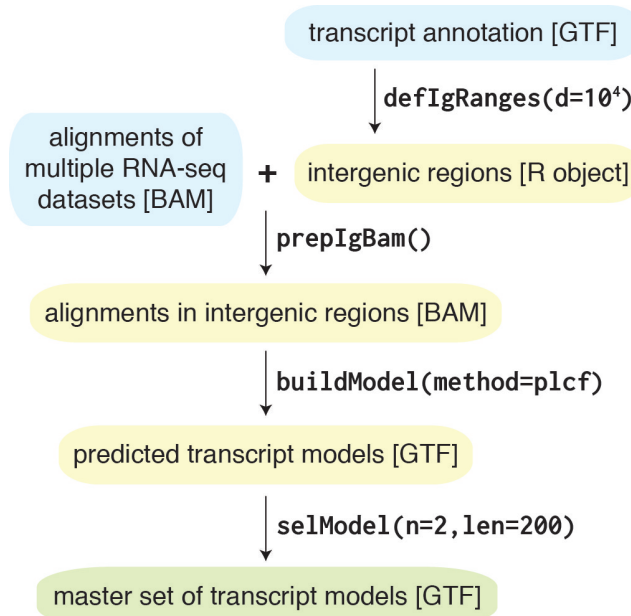 transcript annotation [GTF]
defIgRanges(d=10⁴)
alignments of
multiple RNA-seq
datasets [BAM]
+
intergenic regions [R object]
prepIgBam()
alignments in intergenic regions [BAM]
buildModel(method=plcf)
predicted transcript models [GTF]
selModel(n=2,len=200)
master set of transcript models [GTF]